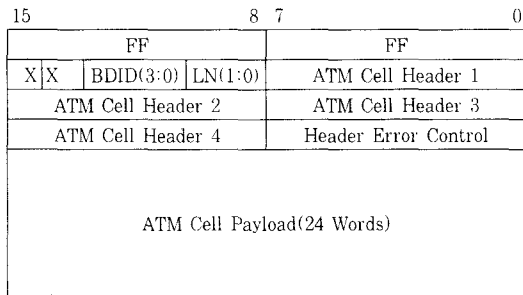 15 8 7 0
FF FF
X X BDID(3:0) LN(1:0) ATM Cell Header 1
ATM Cell Header 2 ATM Cell Header 3
ATM Cell Header 4 Header Error Control
ATM Cell Payload(24 Words)